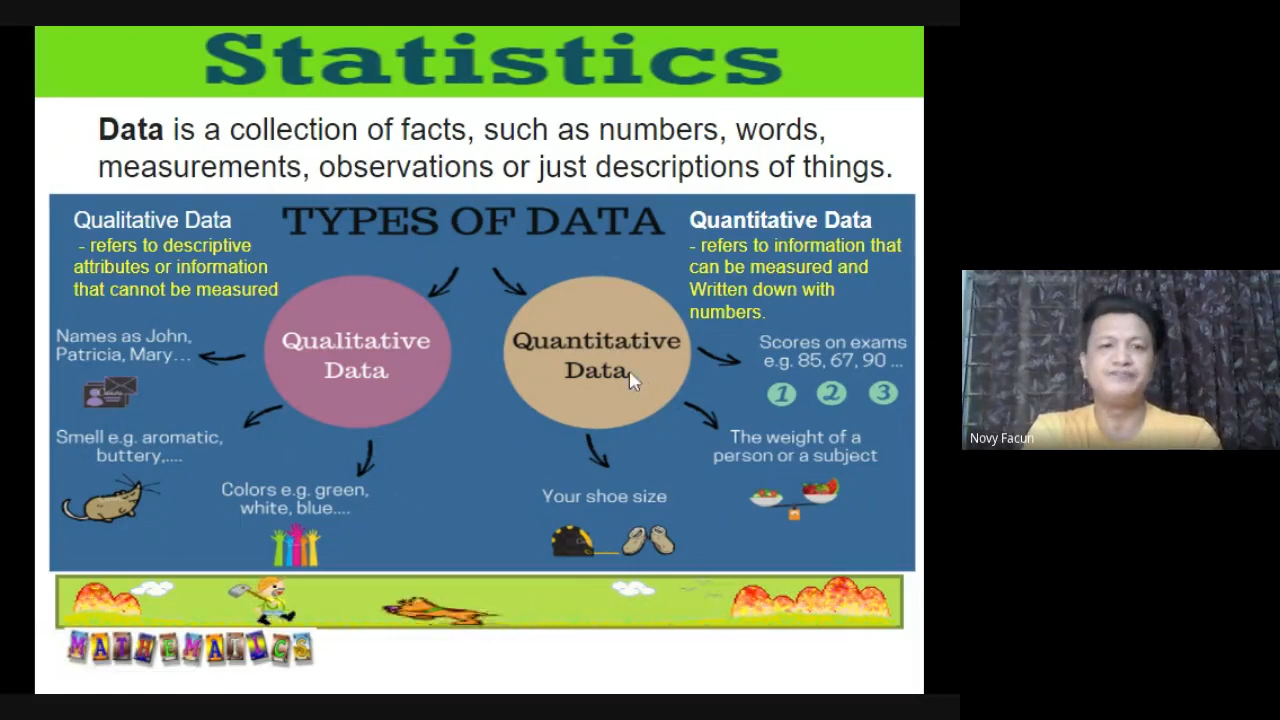 Statistics
Data is a collection of facts, such as numbers, words,
measurements, observations or just descriptions of things.
TYPES OF DATA
Qualitative Data
- refers to descriptive
attributes or information
that cannot be measured
Quantitative Data
- refers to information that
can be measured and
Written down with
numbers.
Qualitative
Data
Quantitative
Data
Names as John,
Patricia, Mary...
Smell e.g. aromatic,
buttery,....
Colors e.g. green,
white, blue....
Scores on exams
e.g. 85, 67, 90 ...
1 2 3
The weight of a
person or a subject
Your shoe size
MATHEMATICS
Novy Facun